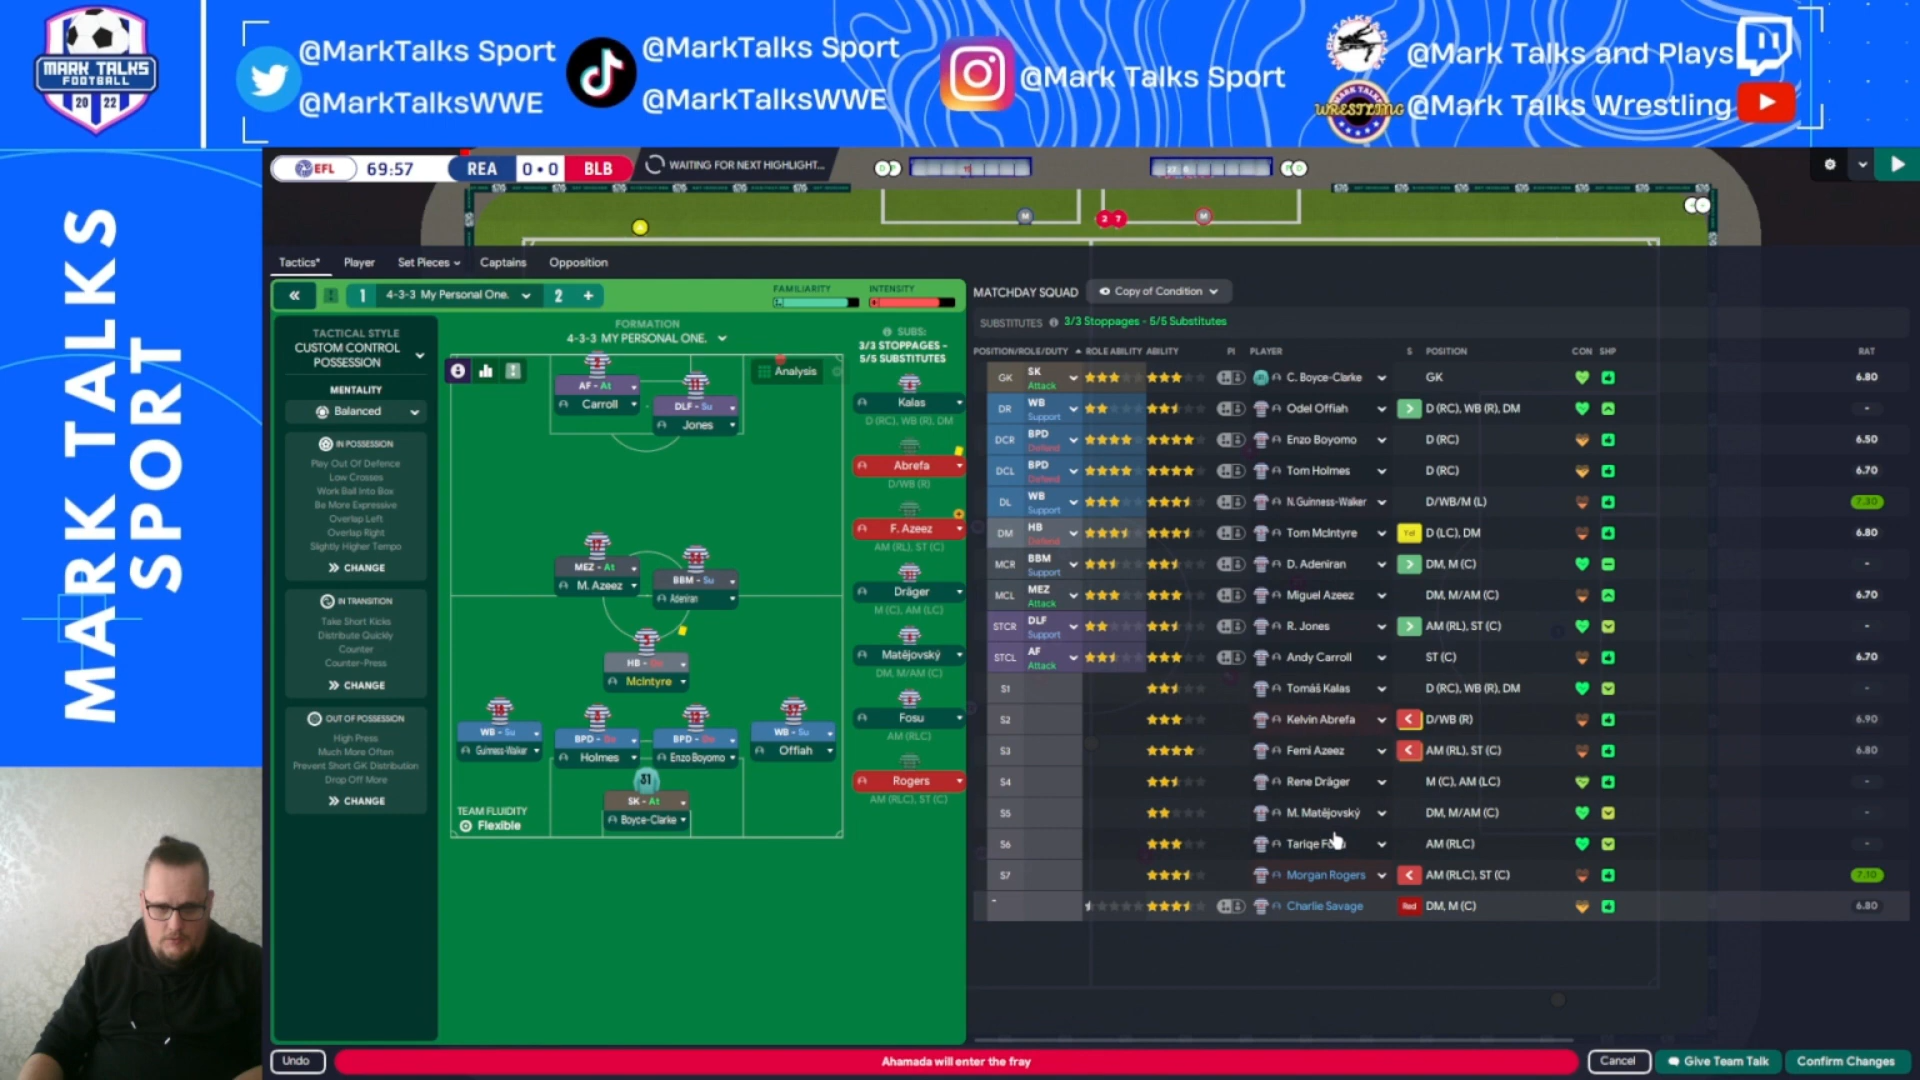 MARK TALKS
FOOTBALL
20 22
@MarkTalks Sport
@MarkTalksWWE
@MarkTalks Sport
@MarkTalksWWE
@Mark Talks Sport
@Mark Talks and Plays
@Mark Talks Wrestling
WRESTLING
MARK TALKS
SPORT
EFL 69:57 REA 0 - 0 BLB WAITING FOR NEXT HIGHLIGHT...
Tactics* Player Set Pieces Captains Opposition
1 4-3-3 My Personal One. 2 +
FAMILIARITY INTENSITY
TACTICAL STYLE
CUSTOM CONTROL
POSSESSION
MENTALITY
Balanced
IN POSSESSION
Play Out Of Defence
Low Crosses
Work Ball Into Box
Be More Expressive
Overlap Left
Overlap Right
Slightly Higher Tempo
CHANGE
IN TRANSITION
Take Short Kicks
Distribute Quickly
Counter
Counter-Press
CHANGE
OUT OF POSSESSION
High Press
Much More Often
Prevent Short GK Distribution
Drop Off More
CHANGE
FORMATION
4-3-3 MY PERSONAL ONE.
Analysis
AF - At
Carroll
DLF - Su
Jones
MEZ - At
M. Azeez
BBM - Su
Adeniran
HB - De
McIntyre
WB - Su
Guinness-Walker
BPD - De
Holmes
BPD - De
Enzo Boyomo
WB - Su
Offiah
31
SK - At
Boyce-Clarke
TEAM FLUIDITY
Flexible
SUBS:
3/3 STOPPAGES -
5/5 SUBSTITUTES
Kalas
D (RC), WB (R), DM
Abrefa
D/WB (R)
F. Azeez
AM (RL), ST (C)
Dräger
M (C), AM (LC)
Matějovský
DM, M/AM (C)
Fosu
AM (RLC)
Rogers
AM (RLC), ST (C)
MATCHDAY SQUAD Copy of Condition
SUBSTITUTES 3/3 Stoppages - 5/5 Substitutes
POSITION/ROLE/DUTY ROLE ABILITY ABILITY PI PLAYER S POSITION CON SHP RAT
GK SK Attack C. Boyce-Clarke GK 6.80
DR WB Support Odel Offiah D (RC), WB (R), DM -
DCR BPD Defend Enzo Boyomo D (RC) 6.50
DCL BPD Defend Tom Holmes D (RC) 6.70
DL WB Support N.Guinness-Walker D/WB/M (L) 7.30
DM HB Defend Tom McIntyre Yel D (LC), DM 6.80
MCR BBM Support D. Adeniran DM, M (C) -
MCL MEZ Attack Miguel Azeez DM, M/AM (C) 6.70
STCR DLF Support R. Jones AM (RL), ST (C) -
STCL AF Attack Andy Carroll ST (C) 6.70
S1 Tomáš Kalas D (RC), WB (R), DM -
S2 Kelvin Abrefa D/WB (R) 6.90
S3 Femi Azeez AM (RL), ST (C) 6.80
S4 Rene Dräger M (C), AM (LC) -
S5 M. Matějovský DM, M/AM (C) -
S6 Tariqe AM (RLC) -
S7 Morgan Rogers AM (RLC), ST (C) 7.10
- Charlie Savage Red DM, M (C) 6.80
Undo Ahamada will enter the fray Cancel Give Team Talk Confirm Changes